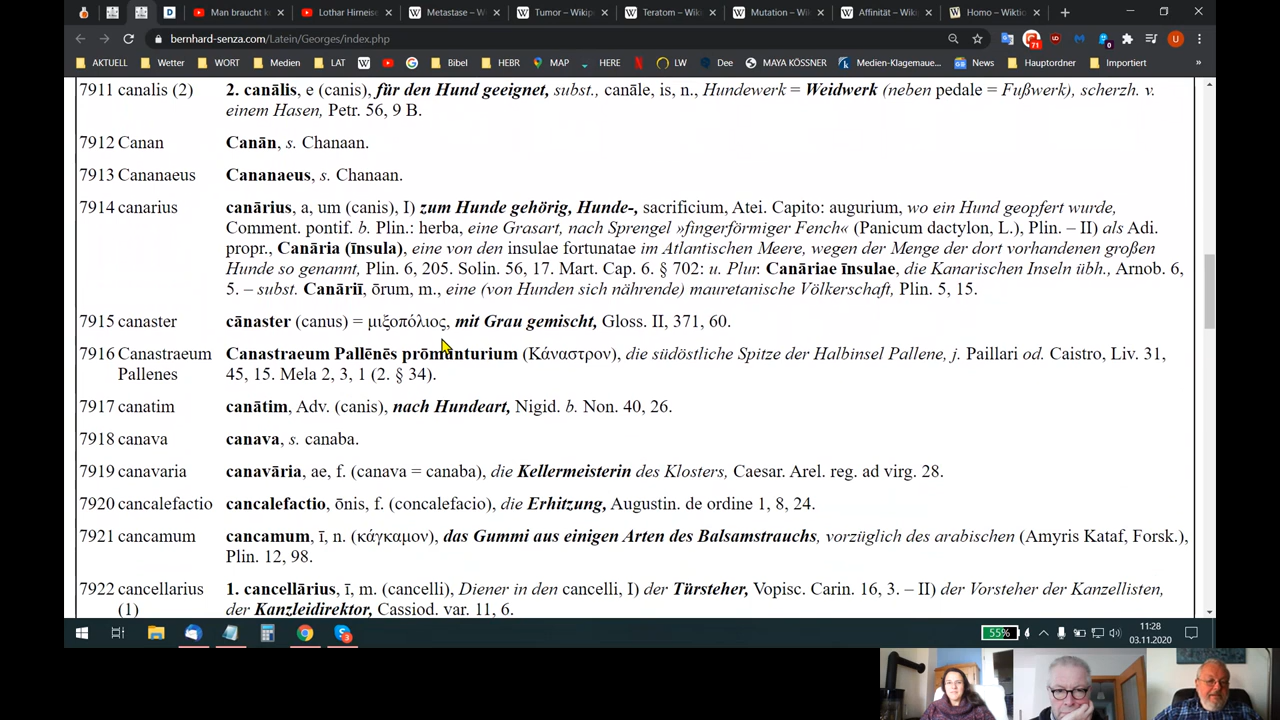 Man braucht k
Lothar Hirneise
Metastase – W
Tumor – Wikip
Teratom – Wiki
Mutation – Wi
Affinität – Wiki
Homo – Wiktio
bernhard-senza.com/Latein/Georges/index.php
AKTUELL Wetter WORT Medien LAT Google Bibel HEBR MAP HERE LW Dee MAYA KÖSSNER Medien-Klagemaue... News Hauptordner Importiert
7911 canalis (2) 2. canālis, e (canis), für den Hund geeignet, subst., canāle, is, n., Hundewerk = Weidwerk (neben pedale = Fußwerk), scherzh. v.
einem Hasen, Petr. 56, 9 B.
7912 Canan Canān, s. Chanaan.
7913 Cananaeus Cananaeus, s. Chanaan.
7914 canarius canārius, a, um (canis), I) zum Hunde gehörig, Hunde-, sacrificium, Atei. Capito: augurium, wo ein Hund geopfert wurde,
Comment. pontif. b. Plin.: herba, eine Grasart, nach Sprengel »fingerförmiger Fench« (Panicum dactylon, L.), Plin. – II) als Adi.
propr., Canāria (īnsula), eine von den insulae fortunatae im Atlantischen Meere, wegen der Menge der dort vorhandenen großen
Hunde so genannt, Plin. 6, 205. Solin. 56, 17. Mart. Cap. 6. § 702: u. Plur. Canāriae īnsulae, die Kanarischen Inseln übh., Arnob. 6,
5. – subst. Canāriī, ōrum, m., eine (von Hunden sich nährende) mauretanische Völkerschaft, Plin. 5, 15.
7915 canaster cānaster (canus) = μιξοπόλιος, mit Grau gemischt, Gloss. II, 371, 60.
7916 Canastraeum Canastraeum Pallēnēs prōmunturium (Κάναστρον), die südöstliche Spitze der Halbinsel Pallene, j. Paillari od. Caistro, Liv. 31,
Pallenes 45, 15. Mela 2, 3, 1 (2. § 34).
7917 canatim canātim, Adv. (canis), nach Hundeart, Nigid. b. Non. 40, 26.
7918 canava canava, s. canaba.
7919 canavaria canavāria, ae, f. (canava = canaba), die Kellermeisterin des Klosters, Caesar. Arel. reg. ad virg. 28.
7920 cancalefactio cancalefactio, ōnis, f. (concalefacio), die Erhitzung, Augustin. de ordine 1, 8, 24.
7921 cancamum cancamum, ī, n. (κάγκαμον), das Gummi aus einigen Arten des Balsamstrauchs, vorzüglich des arabischen (Amyris Kataf, Forsk.),
Plin. 12, 98.
7922 cancellarius 1. cancellārius, ī, m. (cancelli), Diener in den cancelli, I) der Türsteher, Vopisc. Carin. 16, 3. – II) der Vorsteher der Kanzellisten,
(1) der Kanzleidirektor, Cassiod. var. 11, 6.
55% 11:28
03.11.2020